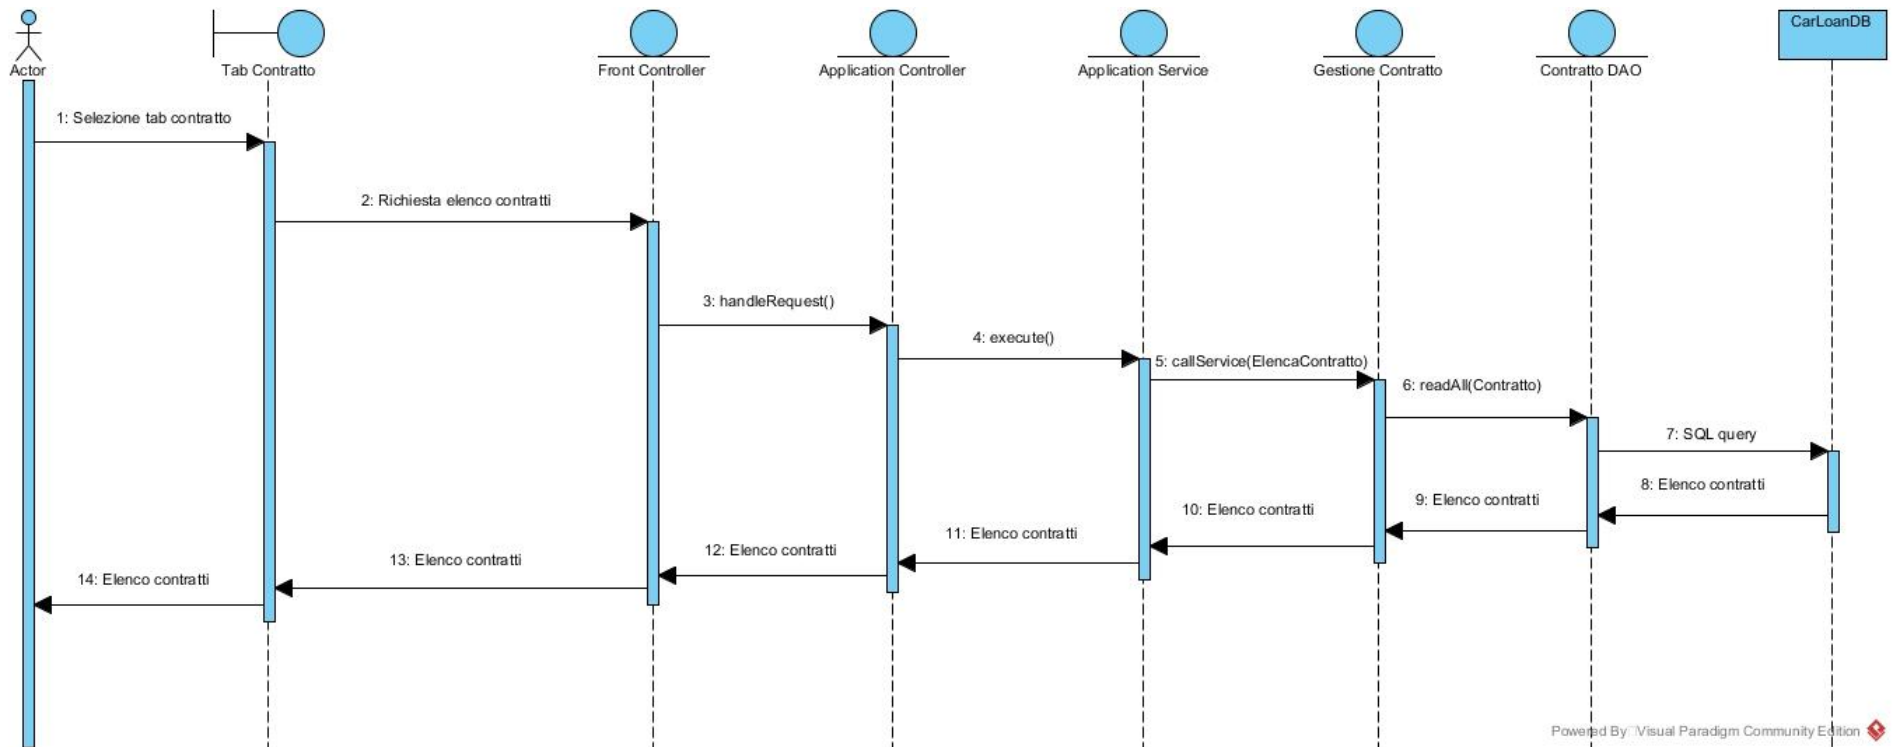 CarLoanDB
Actor
Tab Contratto
Front Controller
Application Controller
Application Service
Gestione Contratto
Contratto DAO
1: Selezione tab contratto
2: Richiesta elenco contratti
3: handleRequest()
4: execute()
5: callService(ElencaContratto)
6: readAll(Contratto)
7: SQL query
8: Elenco contratti
9: Elenco contratti
10: Elenco contratti
11: Elenco contratti
12: Elenco contratti
13: Elenco contratti
14: Elenco contratti
Powered By Visual Paradigm Community Edition